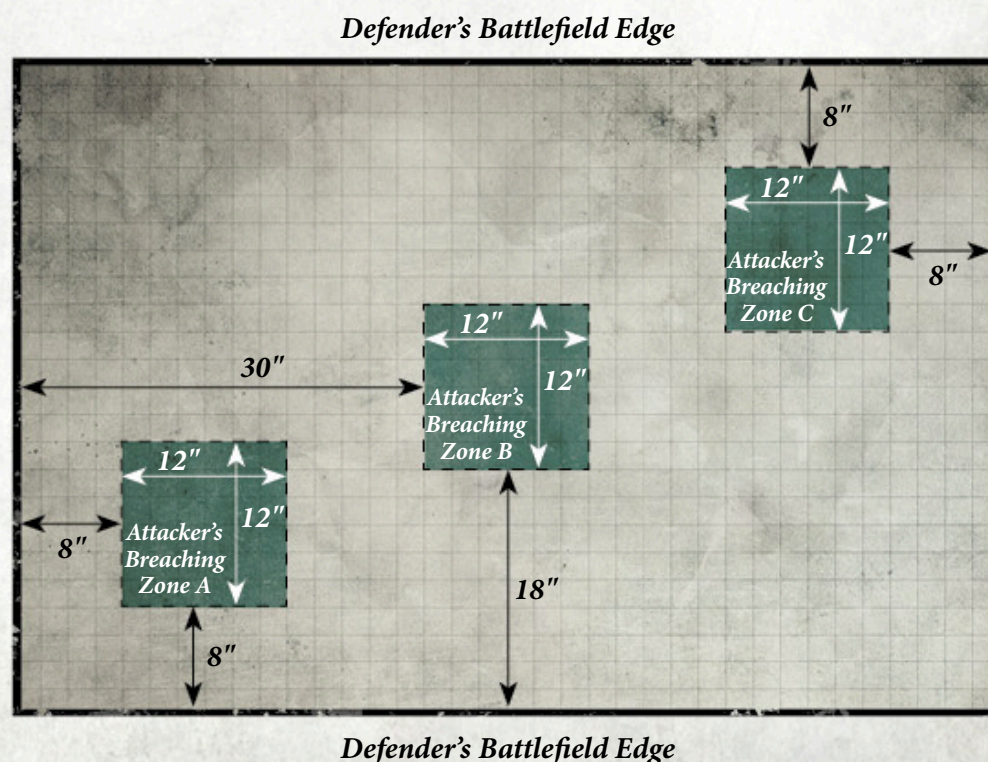 Defender's Battlefield Edge
8"
12"
12"
8"
Attacker's
Breaching
Zone C
12"
12"
30"
Attacker's
Breaching
Zone B
12"
12"
8"
Attacker's
Breaching
Zone A
18"
8"
Defender's Battlefield Edge